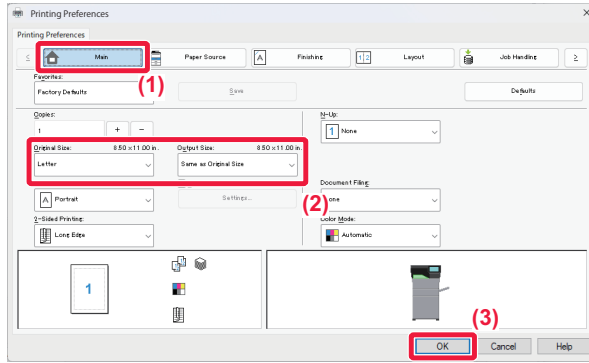 Printing Preferences
Printing Preferences
Main
Paper Source
Finishing
Layout
Job Handling
(1)
Favorites:
Factory Defaults
Save
Defaults
Copies:
1
+ -
N-Up:
1 None
Original Size: 8.50 x 11.00 in.
Output Size: 8.50 x 11.00 in.
Letter
Same as Original Size
Document Filing:
A Portrait
Settings...
(2)
2-Sided Printing:
Color Mode:
Long Edge
Automatic
1
(3)
OK
Cancel
Help